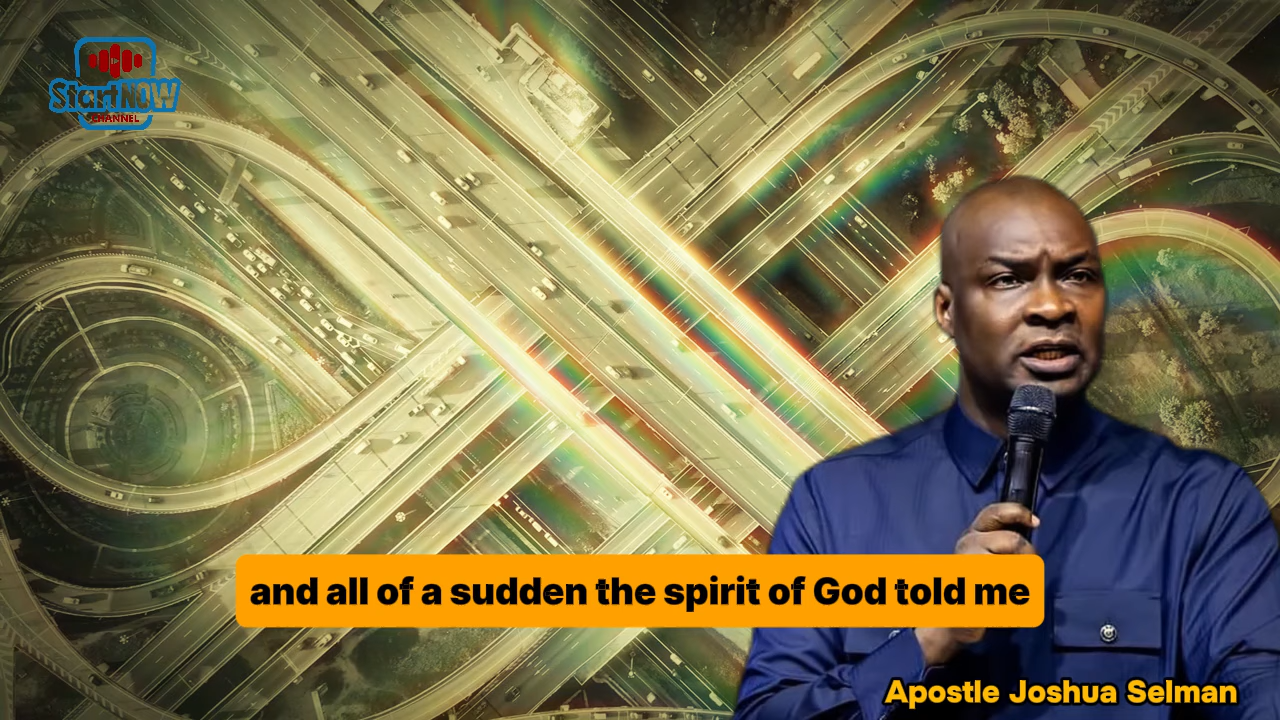 StartNOW
CHANNEL
and all of a sudden the spirit of God told me
Apostle Joshua Selman